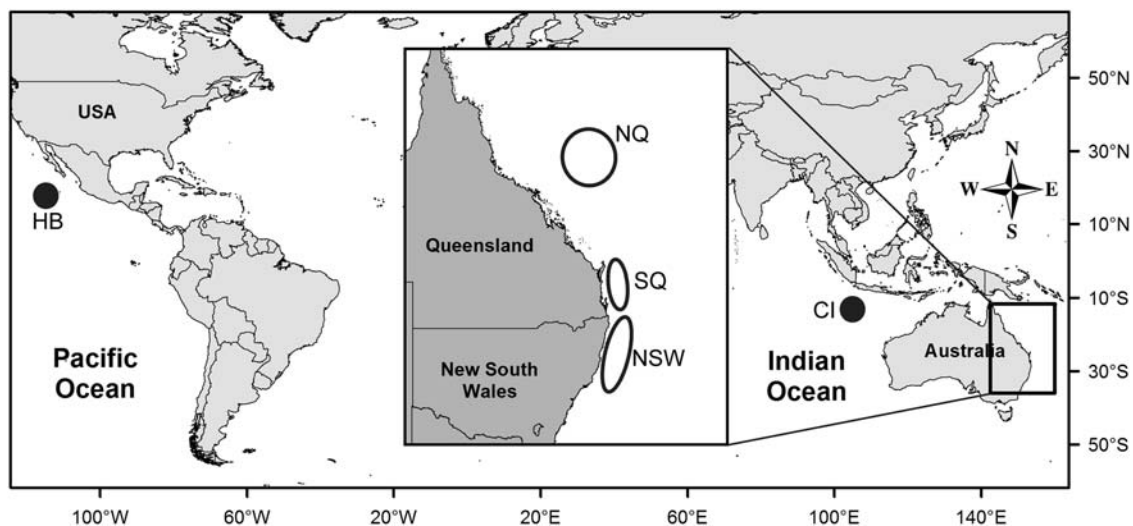 USA
HB
Pacific
Ocean
NQ
Queensland
SQ
NSW
New South
Wales
CI
Indian
Ocean
Australia
N
W E
S
50°N
30°N
10°N
10°S
30°S
50°S
100°W 60°W 20°W 20°E 60°E 100°E 140°E